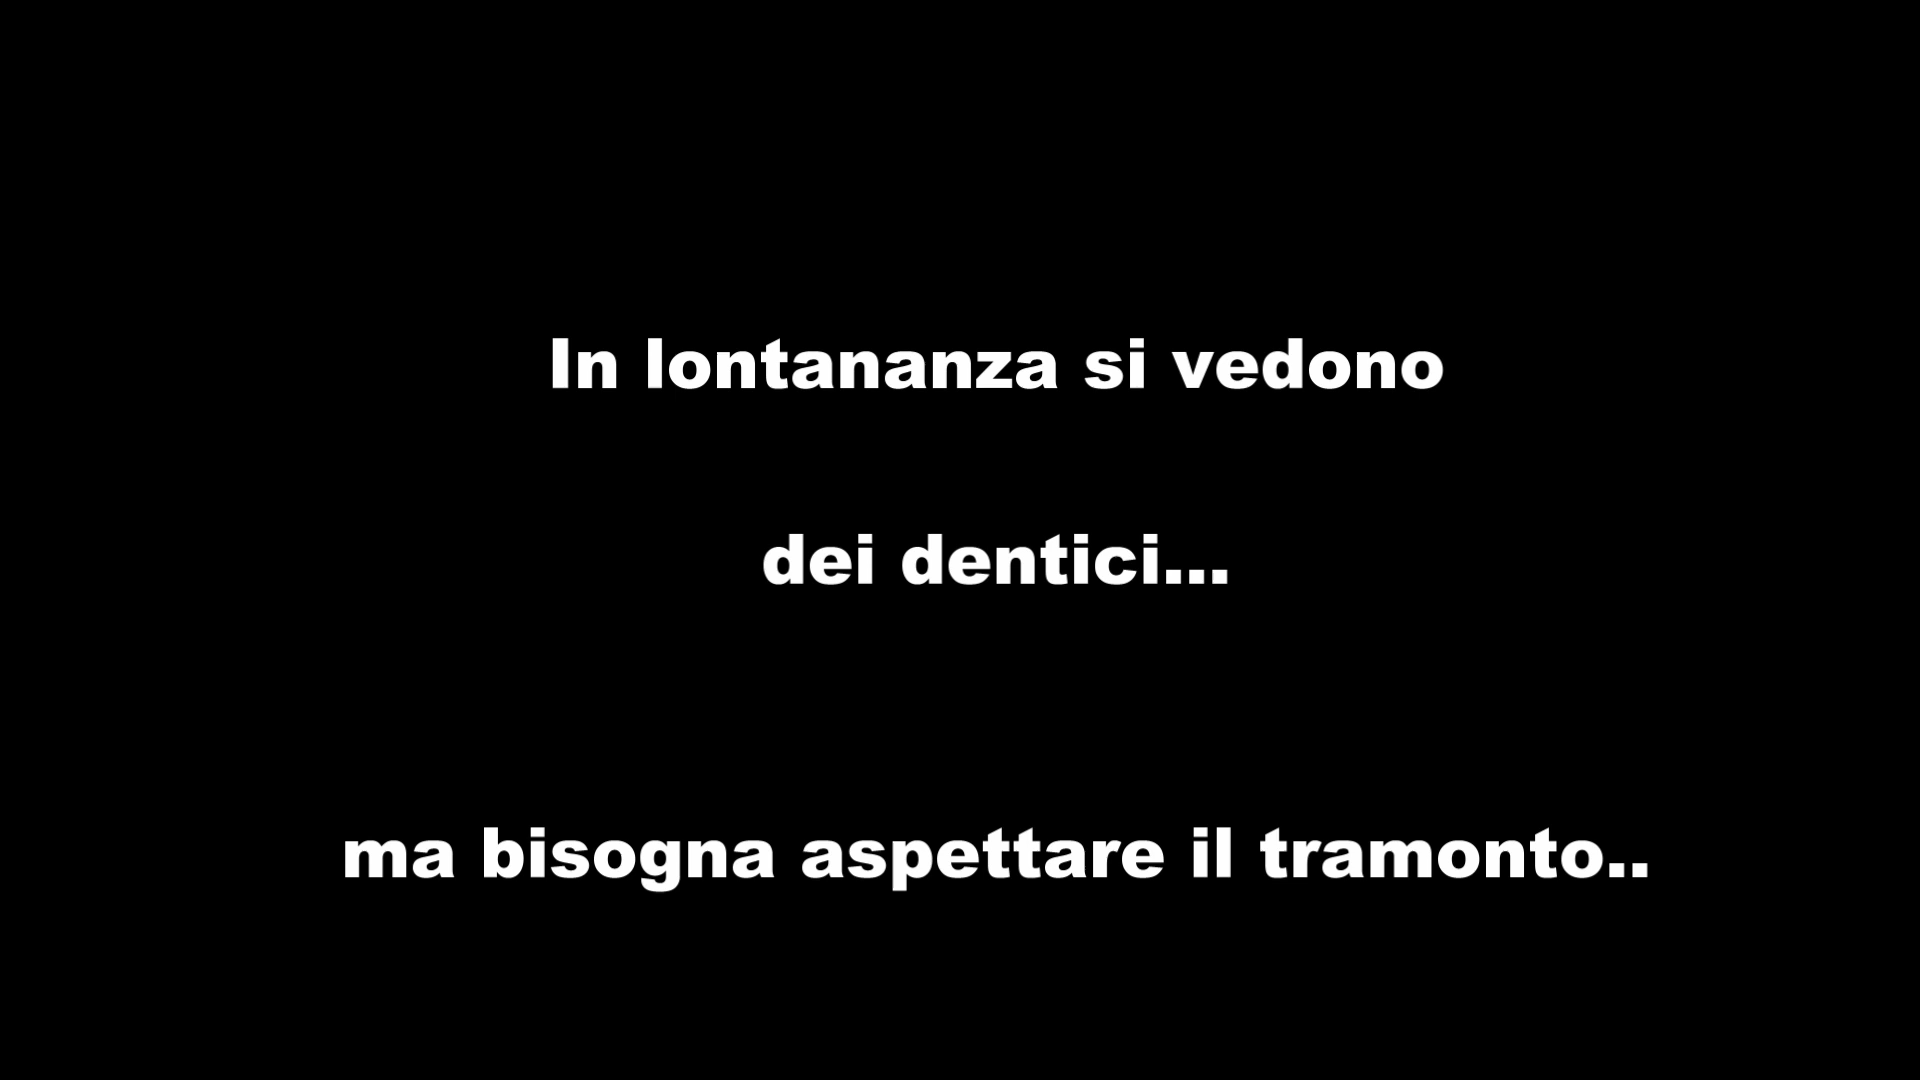 In lontananza si vedono
dei dentici...
ma bisogna aspettare il tramonto..